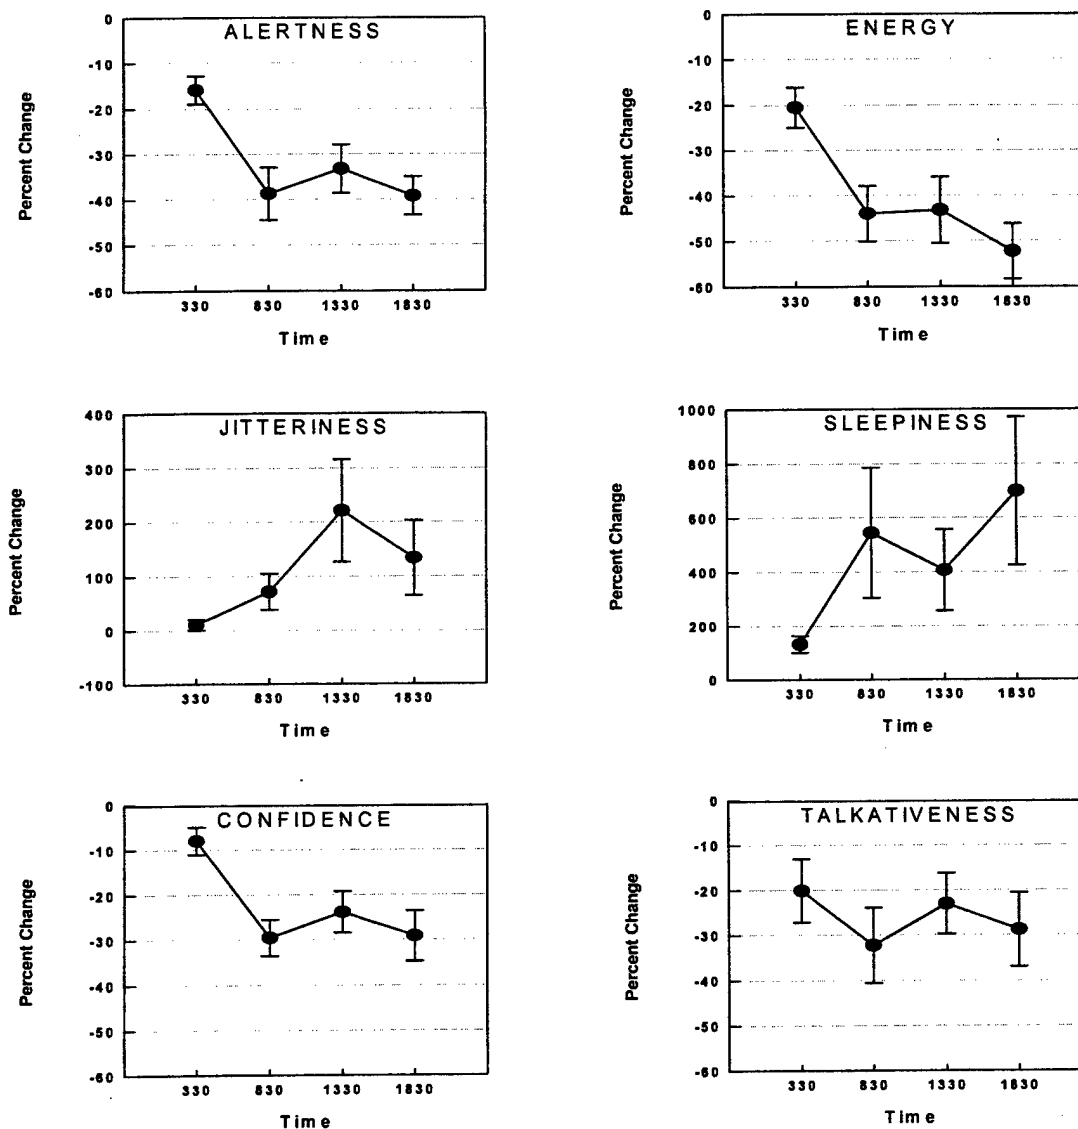 ALERTNESS
Percent Change
0
-10
-20
-30
-40
-50
-60
330 830 1330 1830
Time
ENERGY
Percent Change
0
-10
-20
-30
-40
-50
-60
330 830 1330 1830
Time
JITTERINESS
Percent Change
400
300
200
100
0
-100
330 830 1330 1830
Time
SLEEPINESS
Percent Change
1000
800
600
400
200
0
330 830 1330 1830
Time
CONFIDENCE
Percent Change
0
-10
-20
-30
-40
-50
-60
330 830 1330 1830
Time
TALKATIVENESS
Percent Change
0
-10
-20
-30
-40
-50
-60
330 830 1330 1830
Time